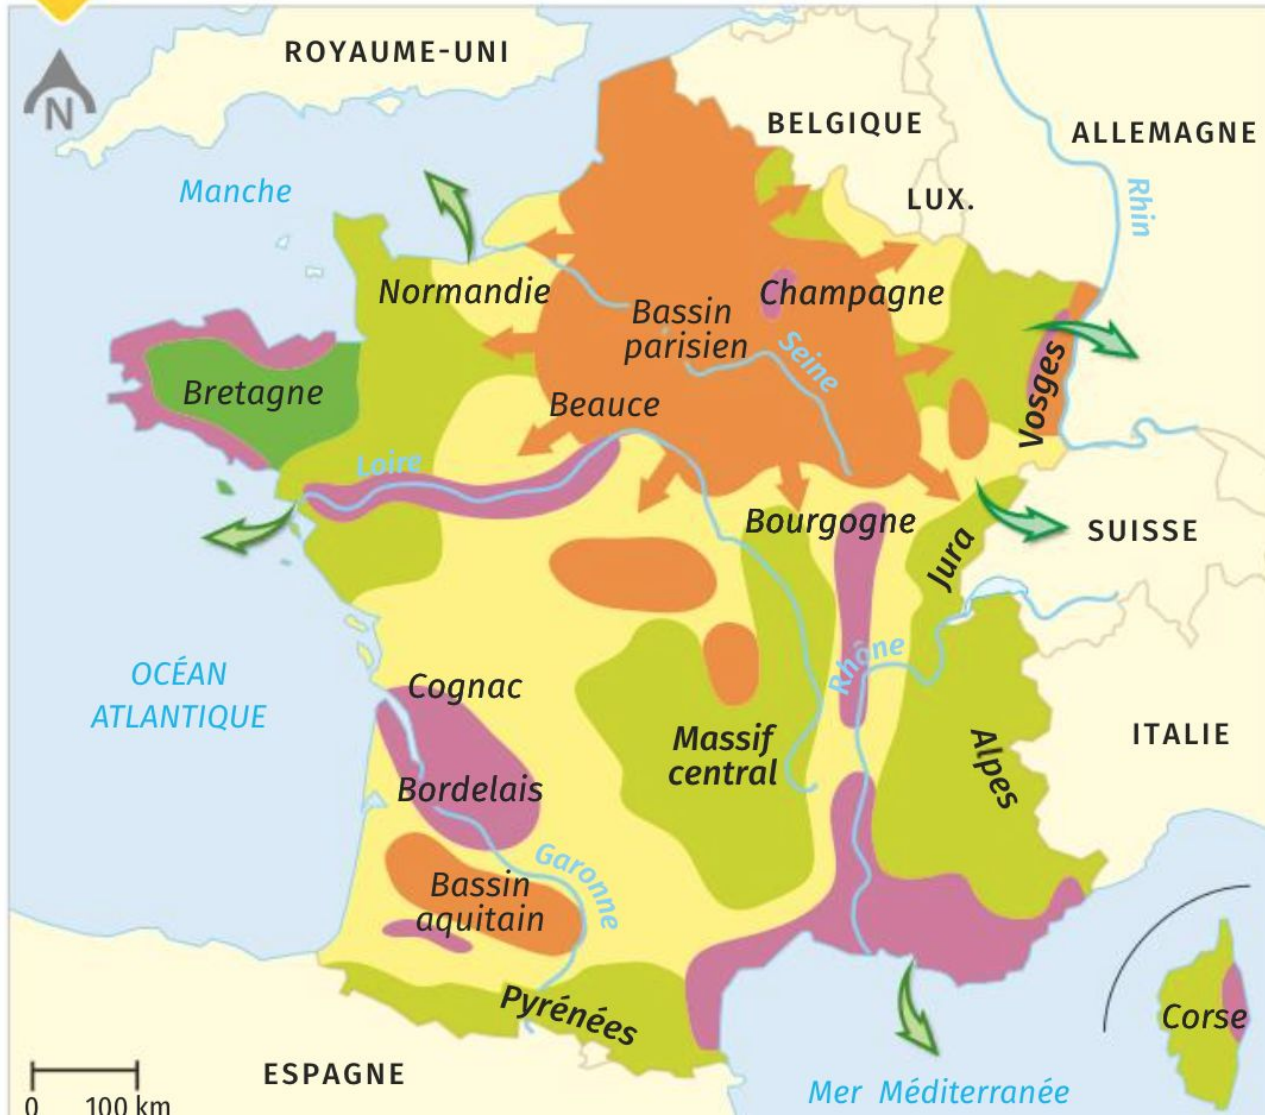 ROYAUME-UNI
N
BELGIQUE
ALLEMAGNE
Manche
LUX.
Rhin
Normandie
Champagne
Bassin
parisien
Seine
Bretagne
Beauce
Vosges
Loire
Bourgogne
Jura
SUISSE
OCÉAN
ATLANTIQUE
Cognac
Rhône
Massif
central
Alpes
ITALIE
Bordelais
Garonne
Bassin
aquitain
Pyrénées
Corse
ESPAGNE
Mer Méditerranée
0 100 km